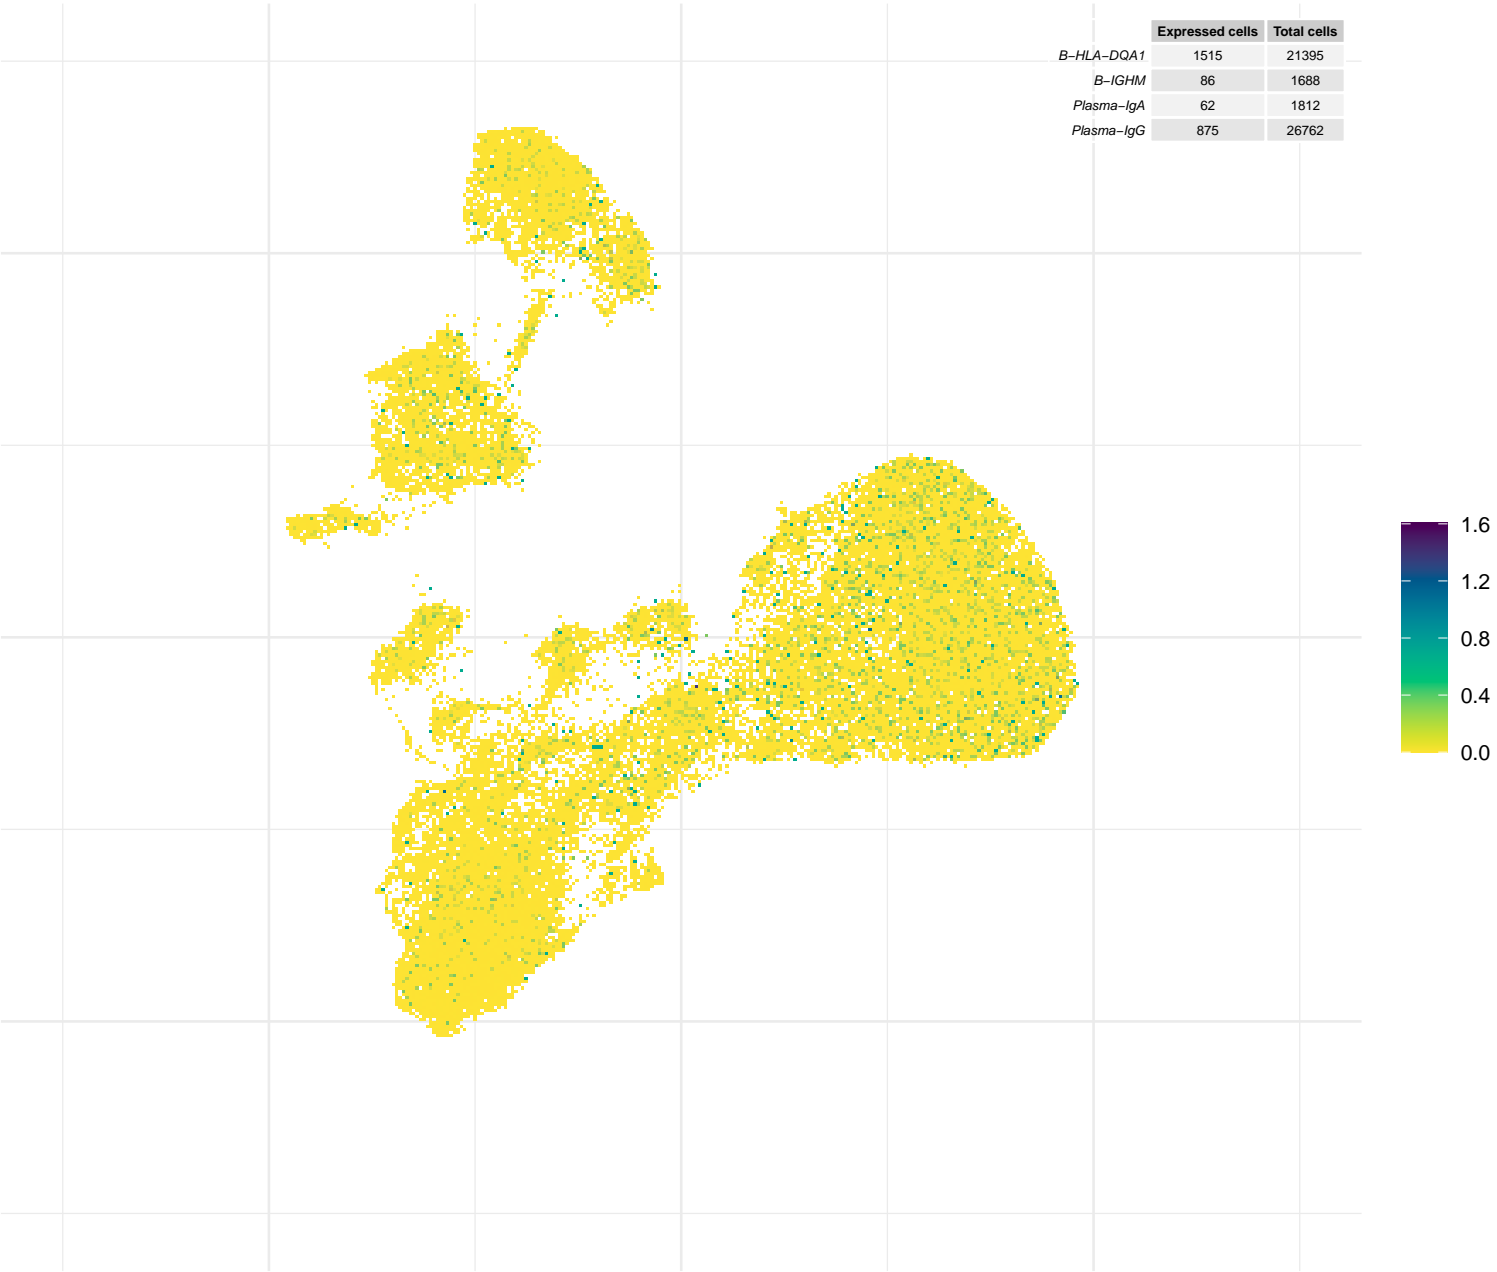 Expressed cells Total cells
B−HLA−DQA1 1515 21395
B−IGHM 86 1688
Plasma−IgA 62 1812
Plasma−IgG 875 26762
1.6
1.2
0.8
0.4
0.0